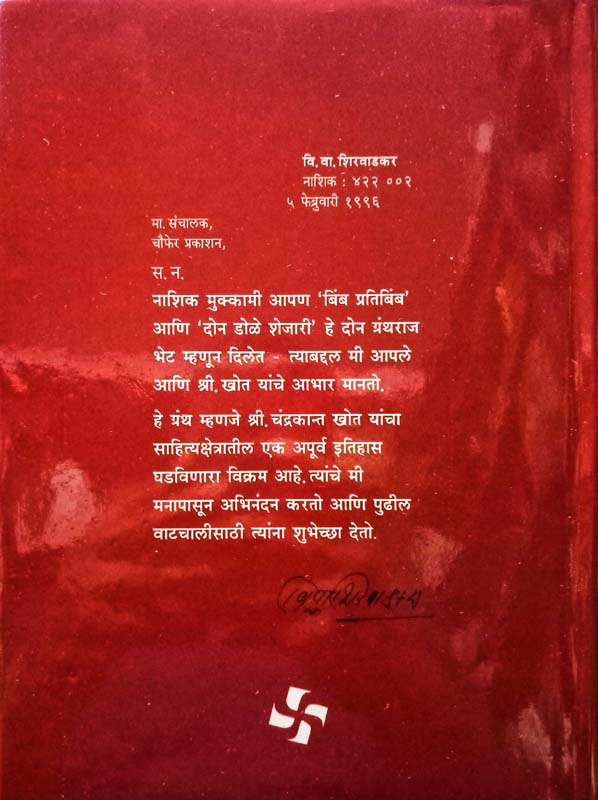 वि. वा. शिरवाडकर
नाशिक : ४२२ ००२
५ फेब्रुवारी १९९६
मा. संचालक,
चौफेर प्रकाशन,
स. न.
नाशिक मुक्कामी आपण ‘बिंब प्रतिबिंब’
आणि ‘दोन डोळे शेजारी’ हे दोन ग्रंथराज
भेट म्हणून दिलेत – त्याबद्दल मी आपले
आणि श्री. खोत यांचे आभार मानतो.
हे ग्रंथ म्हणजे श्री. चंद्रकान्त खोत यांचा
साहित्यक्षेत्रातील एक अपूर्व इतिहास
घडविणारा विक्रम आहे. त्यांचे मी
मनापासून अभिनंदन करतो आणि पुढील
वाटचालीसाठी त्यांना शुभेच्छा देतो.